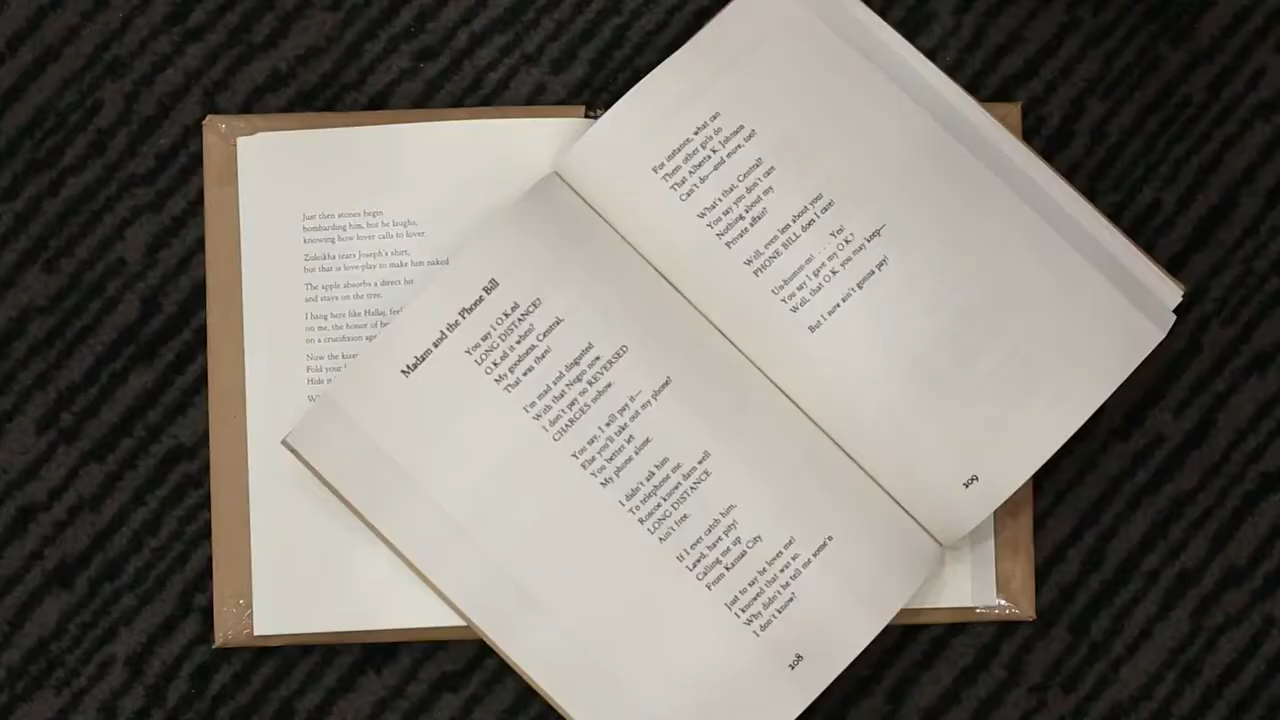 Just then stones begin
bombarding him, but he laughs,
knowing how lover calls to lover.
Zuleikha tears Joseph's shirt,
but that is love-play to make him naked
The apple absorbs a direct hit
and stays on the tree.
I hang here like Hallaj, feel
on me, the honor of be
on a crucifixion ap
Now the
Fold your
Hide
Madam and the Phone Bill
You say I O.K.ed
LONG DISTANCE?
O.K.ed it when?
My goodness, Central,
That was then!
I'm mad and disgusted
With that Negro now.
I don't pay no REVERSED
CHARGES nohow.
You say, I will pay it—
Else you'll take out my phone?
You better let
My phone alone.
I didn't ask him
To telephone me.
Roscoe knows darn well
LONG DISTANCE
Ain't free.
If I ever catch him,
Lawd, have pity!
Calling me up
From Kansas City
Just to say he loves me!
I knowed that was so.
Why didn't he tell me some'n
I don't know?
108
For instance, what can
Them other girls do
That Alberta K. Johnson
Can't do—and more, too?
What's that, Central?
You say you don't care
Nothing about my
Private affair?
Well, even less about your
PHONE BILL does I care!
Un-humm-m! . . . Yes!
You say I gave my O.K.?
Well, that O.K. you may keep—
But I sure ain't gonna pay!
109